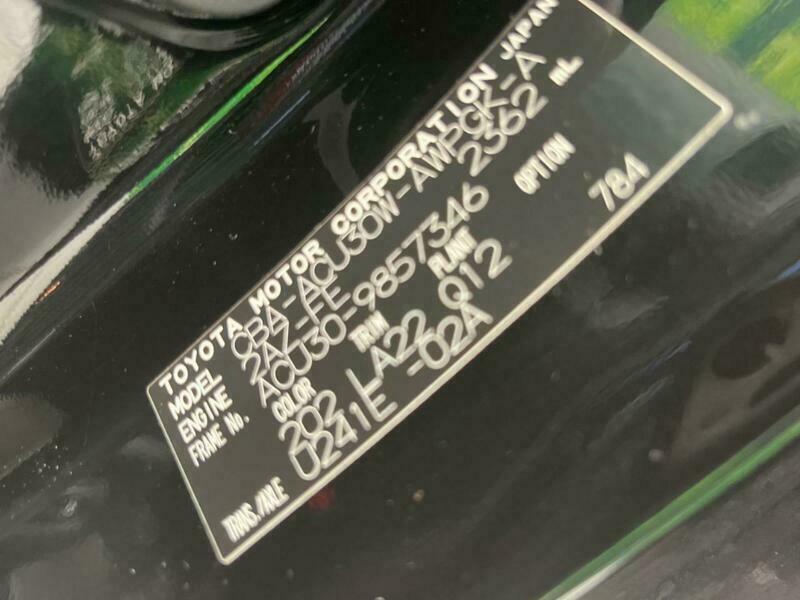 TOYOTA MOTOR CORPORATION JAPAN
MODEL CBA-ACU30W-AWPGK-A
ENGINE 2AZ-FE 2362 mL
FRAME No. ACU30-9857346
COLOR TRIM PLANT OPTION
202 LA22 Q12 784
TRANS./AXLE U241E -02A